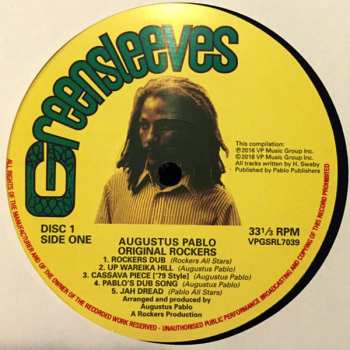 Greensleeves
This compilation:
℗2016 VP Music Group Inc.
©2016 VP Music Group Inc.
All tracks written by H. Swaby
Published by Pablo Publishers
DISC 1
SIDE ONE
33⅓ RPM
VPGSRL7039
AUGUSTUS PABLO
ORIGINAL ROCKERS
1. ROCKERS DUB (Rockers All Stars)
2. UP WAREIKA HILL (Augustus Pablo)
3. CASSAVA PIECE ['79 Style] (Augustus Pablo)
4. PABLO'S DUB SONG (Augustus Pablo)
5. JAH DREAD (Pablo All Stars)
Arranged and produced by
Augustus Pablo
A Rockers Production
ALL RIGHTS OF THE MANUFACTURER AND OF THE OWNER OF THE RECORDED WORK RESERVED - UNAUTHORISED PUBLIC PERFORMANCE BROADCASTING AND COPYING OF THIS RECORD PROHIBITED